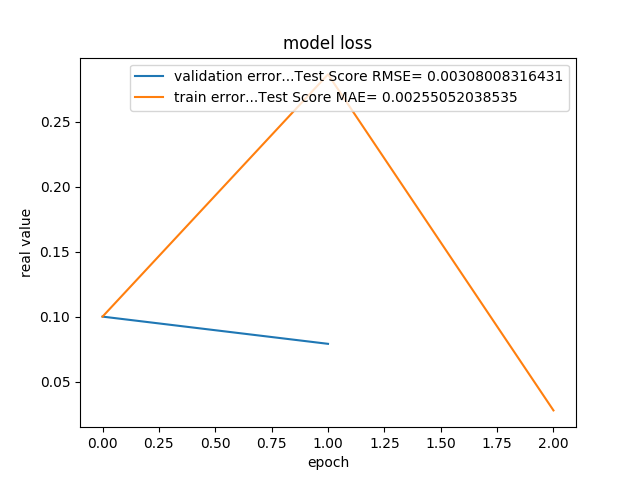 model loss
validation error...Test Score RMSE= 0.00308008316431
train error...Test Score MAE= 0.00255052038535
real value
0.25
0.20
0.15
0.10
0.05
0.00 0.25 0.50 0.75 1.00 1.25 1.50 1.75 2.00
epoch